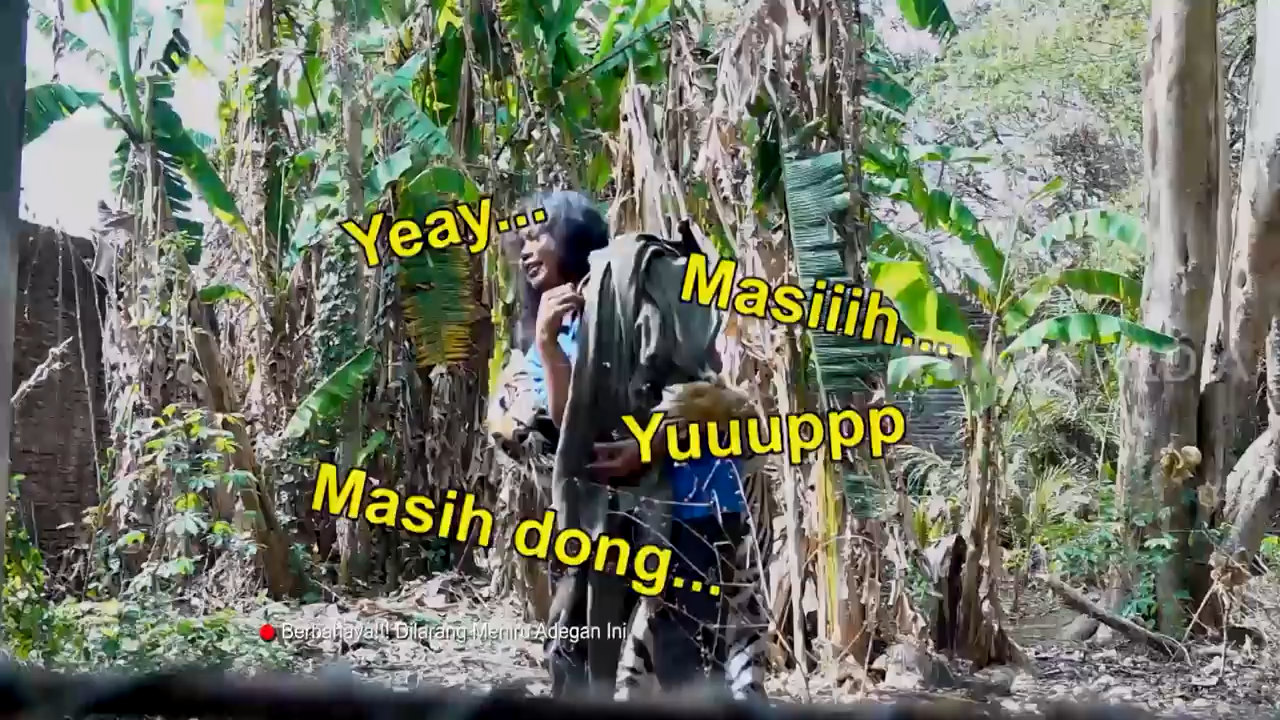 Yeay...
Masiiih...
Yuuuppp
Masih dong...
Berbahaya!!! Dilarang Meniru Adegan Ini